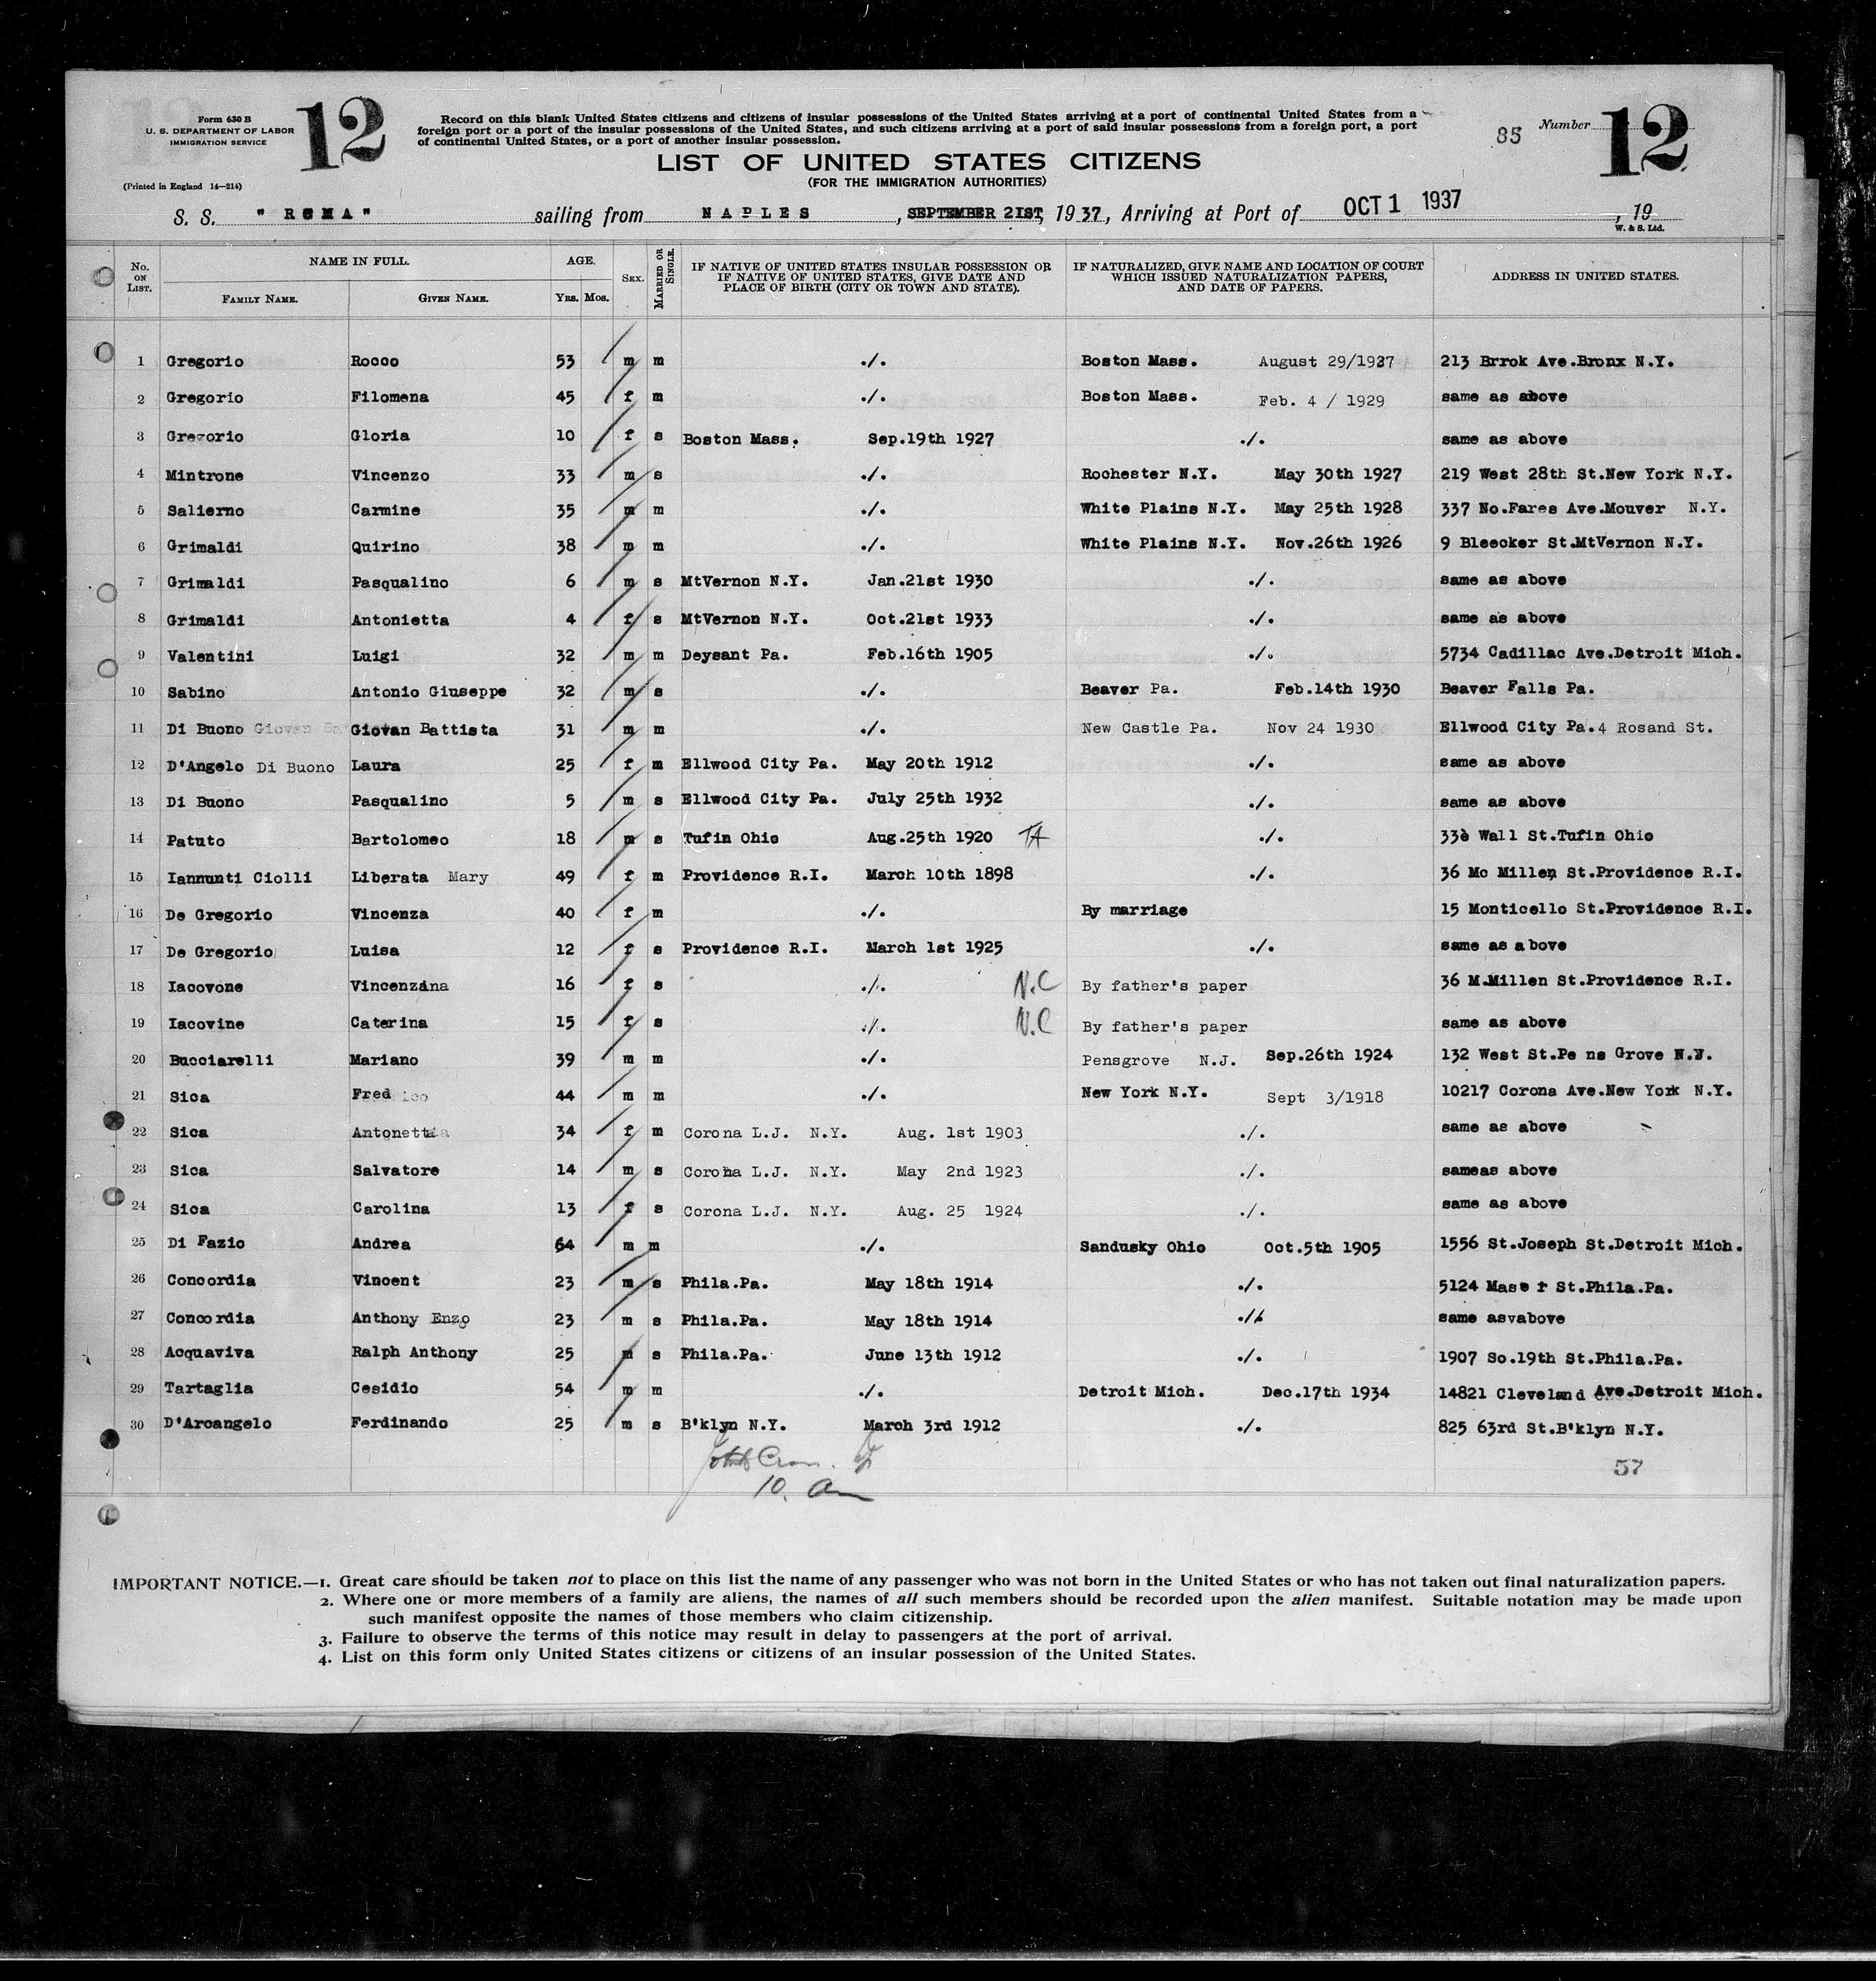 Form 630 B
U. S. DEPARTMENT OF LABOR
IMMIGRATION SERVICE
(Printed in England 14—214)
12
Record on this blank United States citizens and citizens of insular possessions of the United States arriving at a port of continental United States from a
foreign port or a port of the insular possessions of the United States, and such citizens arriving at a port of said insular possessions from a foreign port, a port
of continental United States, or a port of another insular possession.
85 Number 12
LIST OF UNITED STATES CITIZENS
(FOR THE IMMIGRATION AUTHORITIES)
S. S. "ROMA" sailing from NAPLES, SEPTEMBER 21ST, 1937, Arriving at Port of OCT 1 1937, 19
W. & S. Ltd.
No. ON LIST. NAME IN FULL. FAMILY NAME. GIVEN NAME. AGE. YRS. MOS. SEX. MARRIED OR SINGLE. IF NATIVE OF UNITED STATES INSULAR POSSESSION OR IF NATIVE OF UNITED STATES, GIVE DATE AND PLACE OF BIRTH (CITY OR TOWN AND STATE). IF NATURALIZED, GIVE NAME AND LOCATION OF COURT WHICH ISSUED NATURALIZATION PAPERS, AND DATE OF PAPERS. ADDRESS IN UNITED STATES.
1 Gregorio Rocco 53 m m ./. Boston Mass. August 29/1927 213 Brrok Ave.Bronx N.Y.
2 Gregorio Filomena 45 f m ./. Boston Mass. Feb. 4 / 1929 same as above
3 Gregorio Gloria 10 f s Boston Mass. Sep.19th 1927 ./. same as above
4 Mintrone Vincenzo 33 m s ./. Rochester N.Y. May 30th 1927 219 West 28th St.New York N.Y.
5 Salierno Carmine 35 m m ./. White Plains N.Y. May 25th 1928 337 No.Fares Ave.Mouver N.Y.
6 Grimaldi Quirino 38 m m ./. White Plains N.Y. Nov.26th 1926 9 Bleecker St.MtVernon N.Y.
7 Grimaldi Pasqualino 6 m s MtVernon N.Y. Jan.21st 1930 ./. same as above
8 Grimaldi Antonietta 4 f s MtVernon N.Y. Oct.21st 1933 ./. same as above
9 Valentini Luigi 32 m m Deysant Pa. Feb.16th 1905 ./. 5734 Cadillac Ave.Detroit Mich.
10 Sabino Antonio Giuseppe 32 m s ./. Beaver Pa. Feb.14th 1930 Beaver Falls Pa.
11 Di Buono Giovan Battista 31 m m ./. New Castle Pa. Nov 24 1930 Ellwood City Pa.4 Rosand St.
12 D'Angelo Di Buono Laura 25 f m Ellwood City Pa. May 20th 1912 ./. same as above
13 Di Buono Pasqualino 5 m s Ellwood City Pa. July 25th 1932 ./. same as above
14 Patuto Bartolomeo 18 m s Tufin Ohio Aug.25th 1920 TA ./. 33è Wall St.Tufin Ohio
15 Iannunti Ciolli Liberata Mary 49 f m Providence R.I. March 10th 1898 ./. 36 Mc Millen St.Providence R.I.
16 De Gregorio Vincenza 40 f m ./. By marriage 15 Monticello St.Providence R.I.
17 De Gregorio Luisa 12 f s Providence R.I. March 1st 1925 ./. same as above
18 Iacovone Vincenzina 16 f s ./. N.C By father's paper 36 M.Millen St.Providence R.I.
19 Iacovine Caterina 15 f s ./. N.C By father's paper same as above
20 Bucciarelli Mariano 39 m m ./. Pensgrove N.J. Sep.26th 1924 132 West St.Pe ns Grove N.J.
21 Sica Fred 44 m m ./. New York N.Y. Sept 3/1918 10217 Corona Ave.New York N.Y.
22 Sica Antonetta 34 f m Corona L.J. N.Y. Aug. 1st 1903 ./. same as above
23 Sica Salvatore 14 m s Corona L.J. N.Y. May 2nd 1923 ./. sameas above
24 Sica Carolina 13 f s Corona L.J. N.Y. Aug. 25 1924 ./. same as above
25 Di Fazio Andrea 64 m m ./. Sandusky Ohio Oct.5th 1905 1556 St.Joseph St.Detroit Mich.
26 Concordia Vincent 23 m s Phila.Pa. May 18th 1914 ./. 5124 Mase r St.Phila.Pa.
27 Concordia Anthony Enzo 23 m s Phila.Pa. May 18th 1914 ./. same asvabove
28 Acquaviva Ralph Anthony 25 m s Phila.Pa. June 13th 1912 ./. 1907 So.19th St.Phila.Pa.
29 Tartaglia Cesidio 54 m m ./. Detroit Mich. Dec.17th 1934 14821 Cleveland Ave.Detroit Mich.
30 D'Arcangelo Ferdinando 25 m s B'klyn N.Y. March 3rd 1912 ./. 825 63rd St.B'klyn N.Y.
10. am
57
IMPORTANT NOTICE.—1. Great care should be taken not to place on this list the name of any passenger who was not born in the United States or who has not taken out final naturalization papers.
2. Where one or more members of a family are aliens, the names of all such members should be recorded upon the alien manifest. Suitable notation may be made upon
such manifest opposite the names of those members who claim citizenship.
3. Failure to observe the terms of this notice may result in delay to passengers at the port of arrival.
4. List on this form only United States citizens or citizens of an insular possession of the United States.